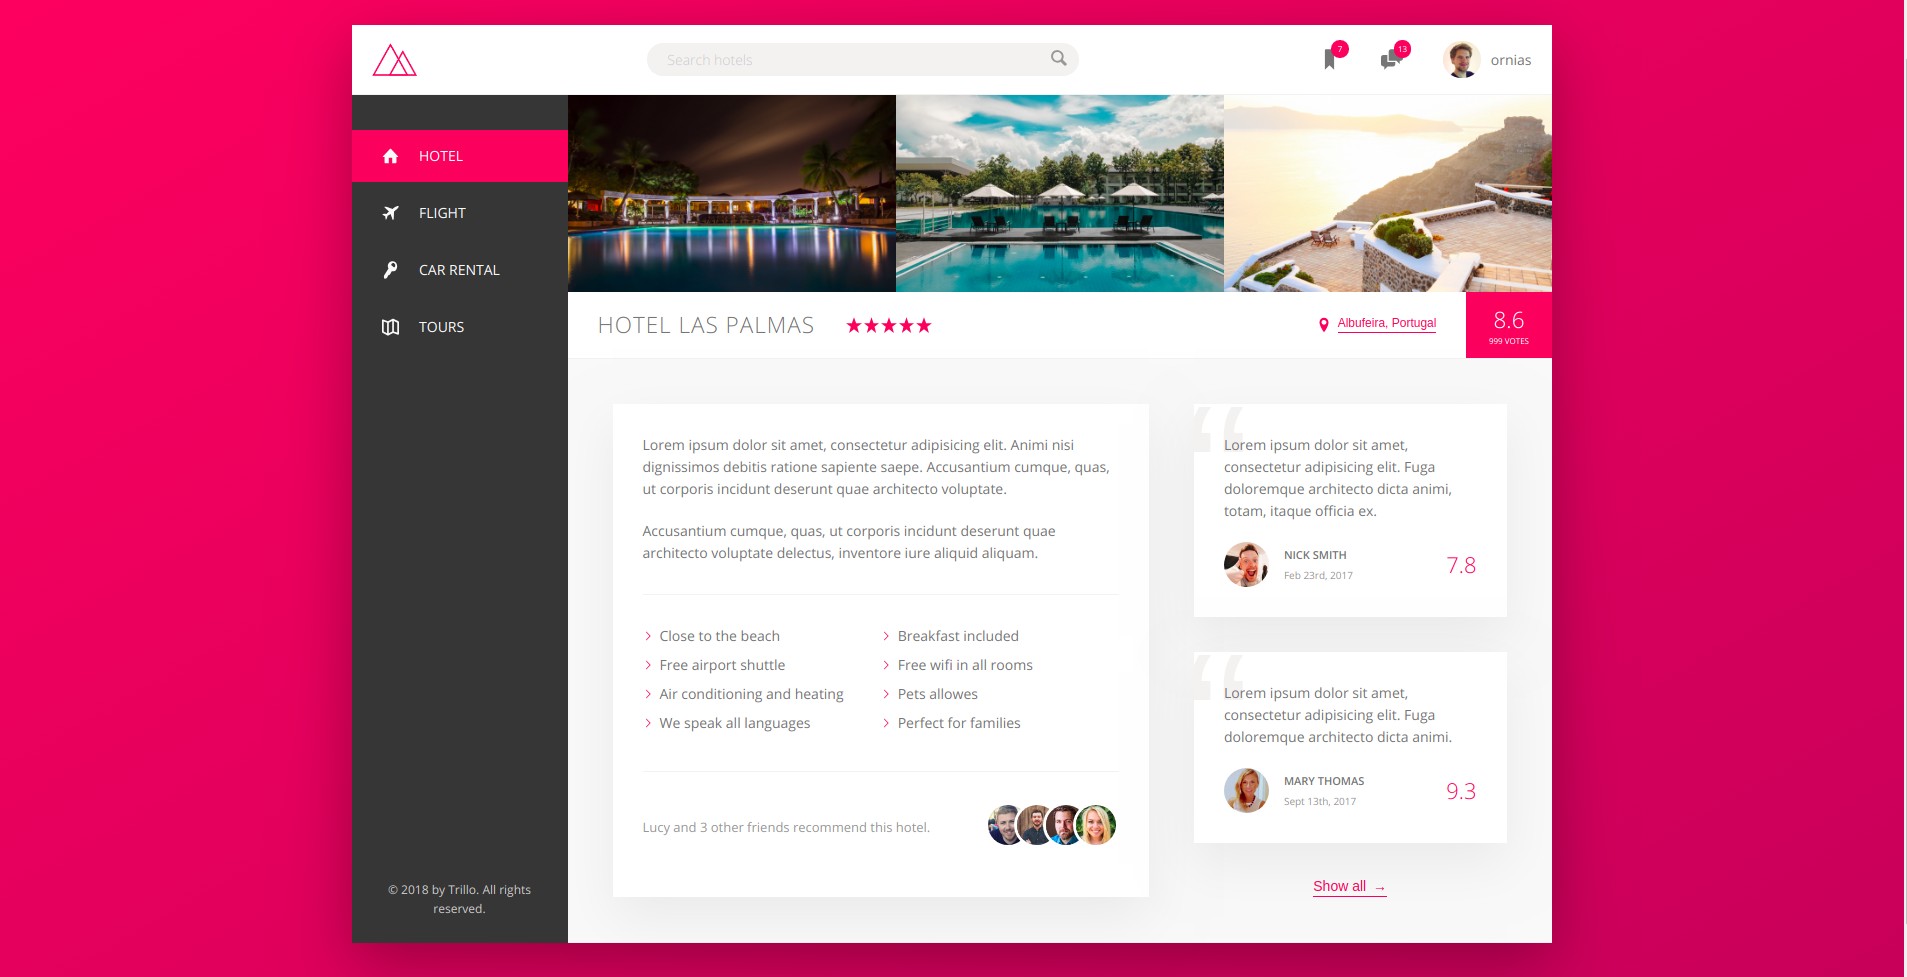 Search hotels
7
13
ornias
HOTEL
FLIGHT
CAR RENTAL
TOURS
© 2018 by Trillo. All rights
reserved.
HOTEL LAS PALMAS
Albufeira, Portugal
8.6
999 VOTES
Lorem ipsum dolor sit amet, consectetur adipisicing elit. Animi nisi
dignissimos debitis ratione sapiente saepe. Accusantium cumque, quas,
ut corporis incidunt deserunt quae architecto voluptate.
Accusantium cumque, quas, ut corporis incidunt deserunt quae
architecto voluptate delectus, inventore iure aliquid aliquam.
Close to the beach
Free airport shuttle
Air conditioning and heating
We speak all languages
Breakfast included
Free wifi in all rooms
Pets allowes
Perfect for families
Lucy and 3 other friends recommend this hotel.
“
Lorem ipsum dolor sit amet,
consectetur adipisicing elit. Fuga
doloremque architecto dicta animi,
totam, itaque officia ex.
NICK SMITH
Feb 23rd, 2017
7.8
“
Lorem ipsum dolor sit amet,
consectetur adipisicing elit. Fuga
doloremque architecto dicta animi.
MARY THOMAS
Sept 13th, 2017
9.3
Show all →